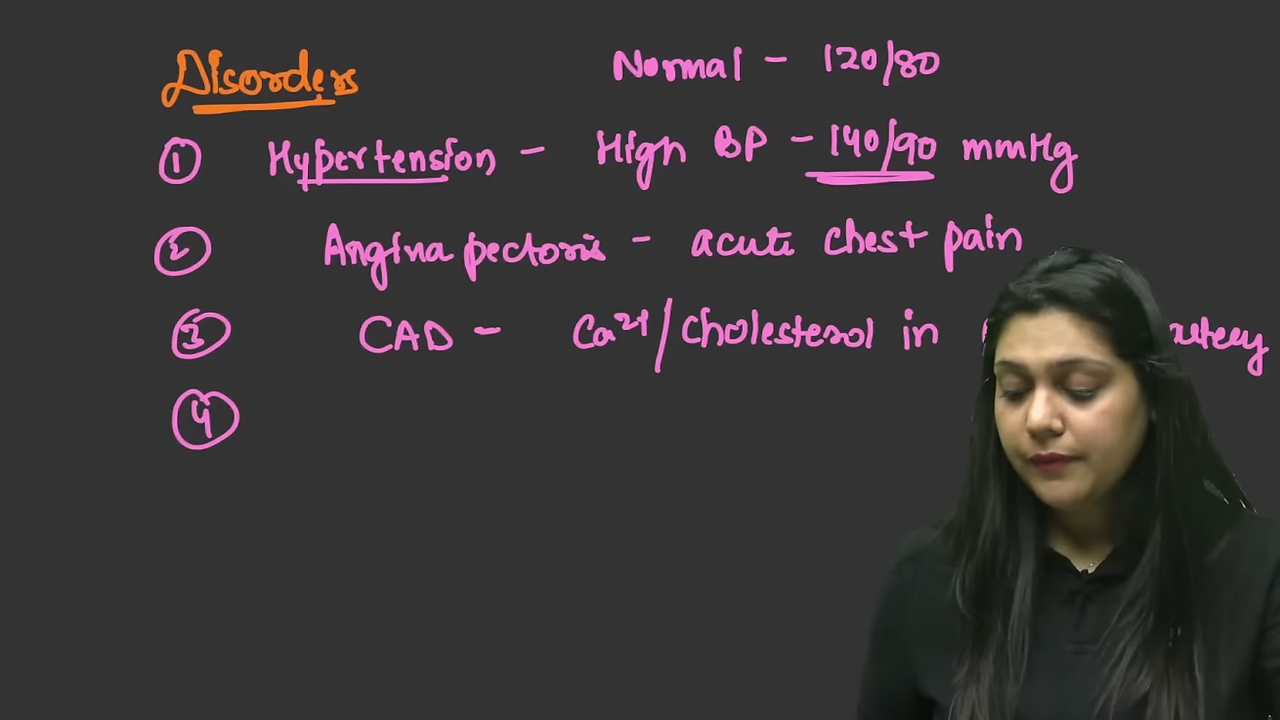 Disorders
Normal - 120/80
① Hypertension - High BP - 140/90 mmHg
② Angina pectoris - acute chest pain
③ CAD - Ca²⁺/cholesterol in artery
④